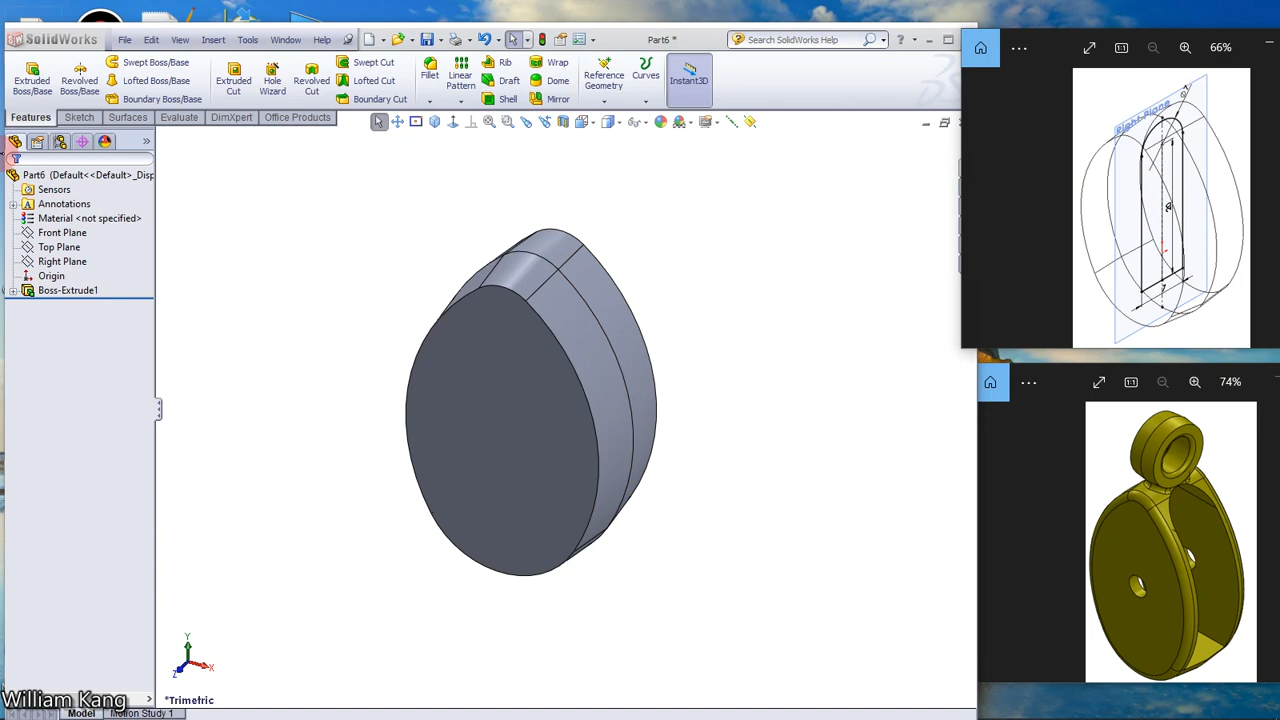 SolidWorks
File Edit View Insert Tools Window Help
Part6 *
Search SolidWorks Help
Extruded Boss/Base
Revolved Boss/Base
Swept Boss/Base
Lofted Boss/Base
Boundary Boss/Base
Extruded Cut
Hole Wizard
Revolved Cut
Swept Cut
Lofted Cut
Boundary Cut
Fillet
Linear Pattern
Rib
Draft
Shell
Wrap
Dome
Mirror
Reference Geometry
Curves
Instant3D
Features Sketch Surfaces Evaluate DimXpert Office Products
Part6 (Default<<Default>_Disp
Sensors
Annotations
Material <not specified>
Front Plane
Top Plane
Right Plane
Origin
Boss-Extrude1
Y
X
Z
*Trimetric
William Kang
Model Motion Study 1
66%
Right Plane
74%